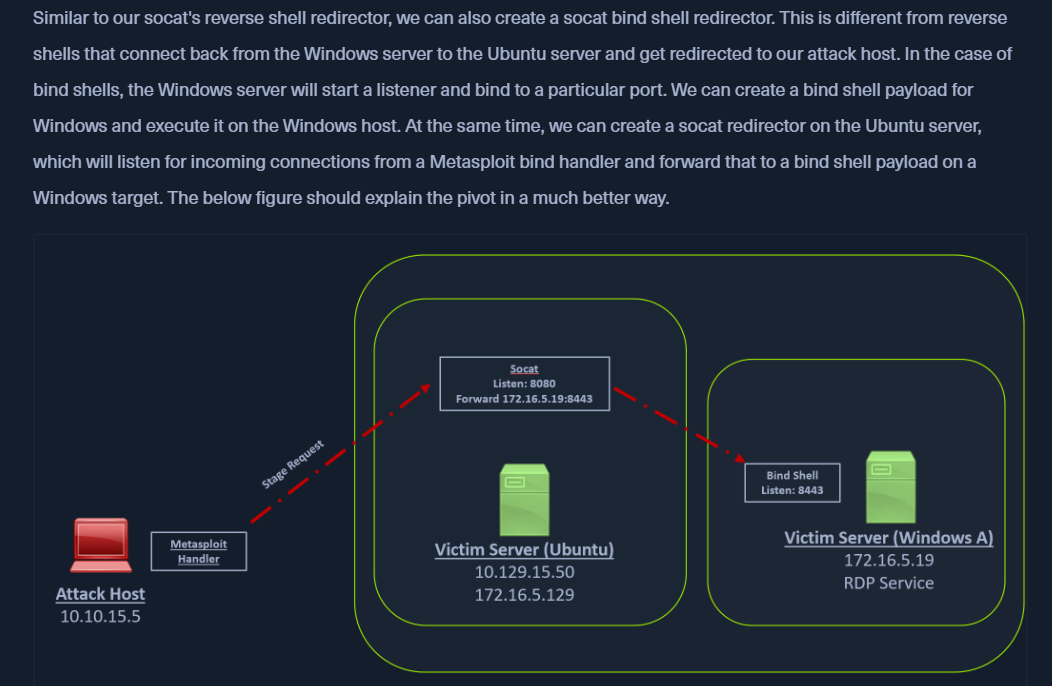 Similar to our socat's reverse shell redirector, we can also create a socat bind shell redirector. This is different from reverse
shells that connect back from the Windows server to the Ubuntu server and get redirected to our attack host. In the case of
bind shells, the Windows server will start a listener and bind to a particular port. We can create a bind shell payload for
Windows and execute it on the Windows host. At the same time, we can create a socat redirector on the Ubuntu server,
which will listen for incoming connections from a Metasploit bind handler and forward that to a bind shell payload on a
Windows target. The below figure should explain the pivot in a much better way.
Socat
Listen: 8080
Forward 172.16.5.19:8443
Stage Request
Bind Shell
Listen: 8443
Metasploit
Handler
Attack Host
10.10.15.5
Victim Server (Ubuntu)
10.129.15.50
172.16.5.129
Victim Server (Windows A)
172.16.5.19
RDP Service